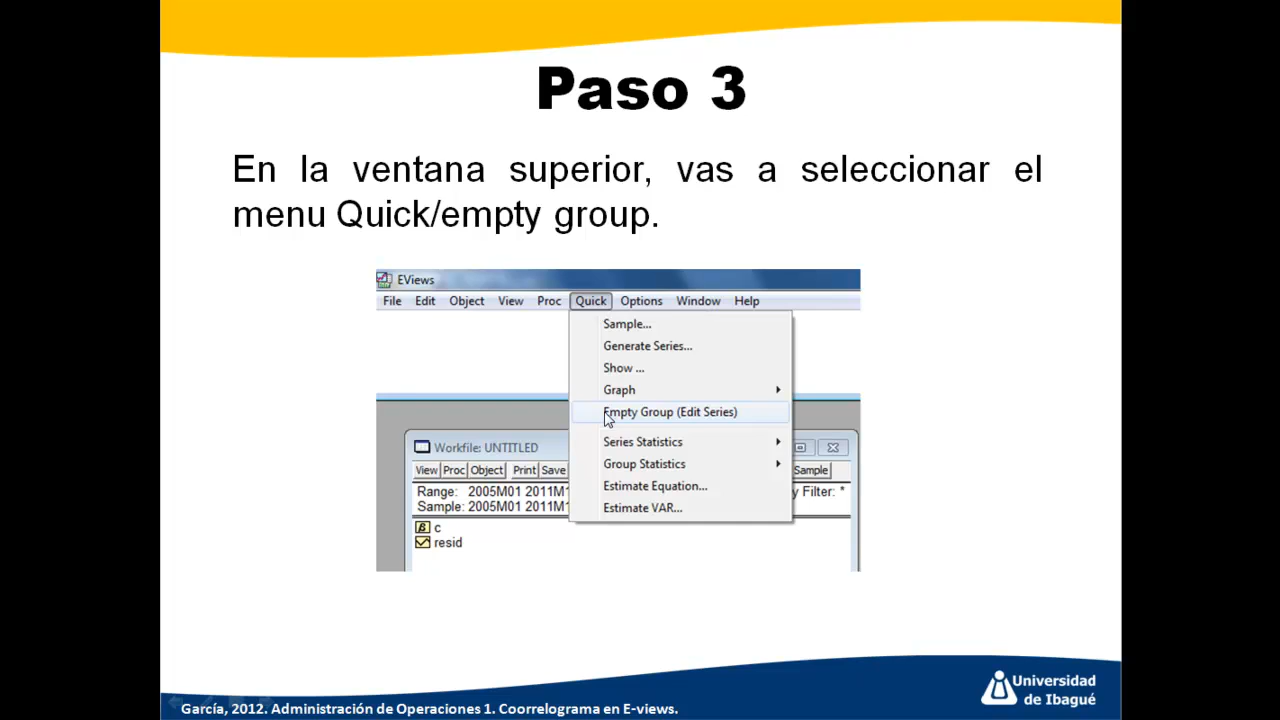 Paso 3
En la ventana superior, vas a seleccionar el
menu Quick/empty group.
EViews
File Edit Object View Proc Quick Options Window Help
Sample...
Generate Series...
Show ...
Graph
Empty Group (Edit Series)
Series Statistics
Group Statistics
Estimate Equation...
Estimate VAR...
Workfile: UNTITLED
View Proc Object Print Save Sample
Range: 2005M01 2011M1 y Filter: *
Sample: 2005M01 2011M1
β c
resid
Universidad
de Ibagué
García, 2012. Administración de Operaciones 1. Coorrelograma en E-views.